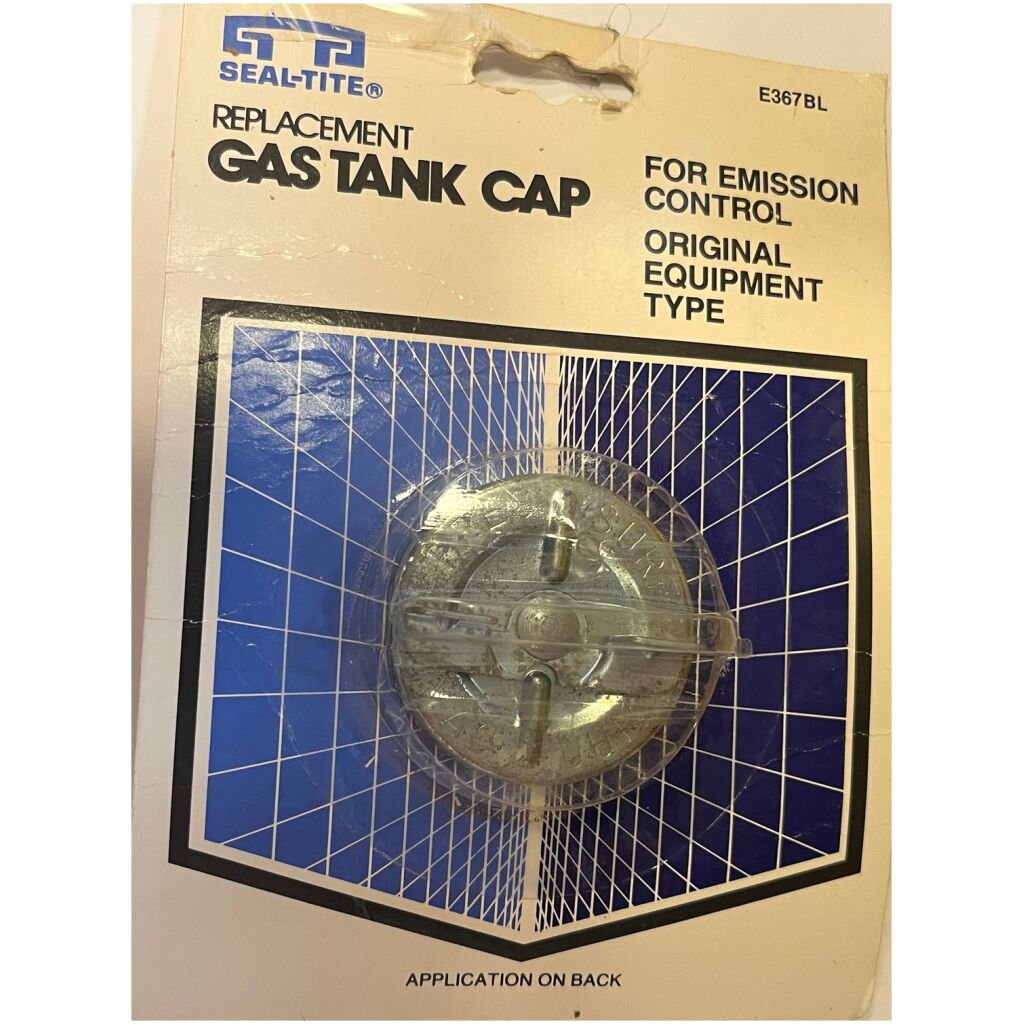 SEAL-TITE®
E367BL
REPLACEMENT
GAS TANK CAP
FOR EMISSION
CONTROL
ORIGINAL
EQUIPMENT
TYPE
APPLICATION ON BACK